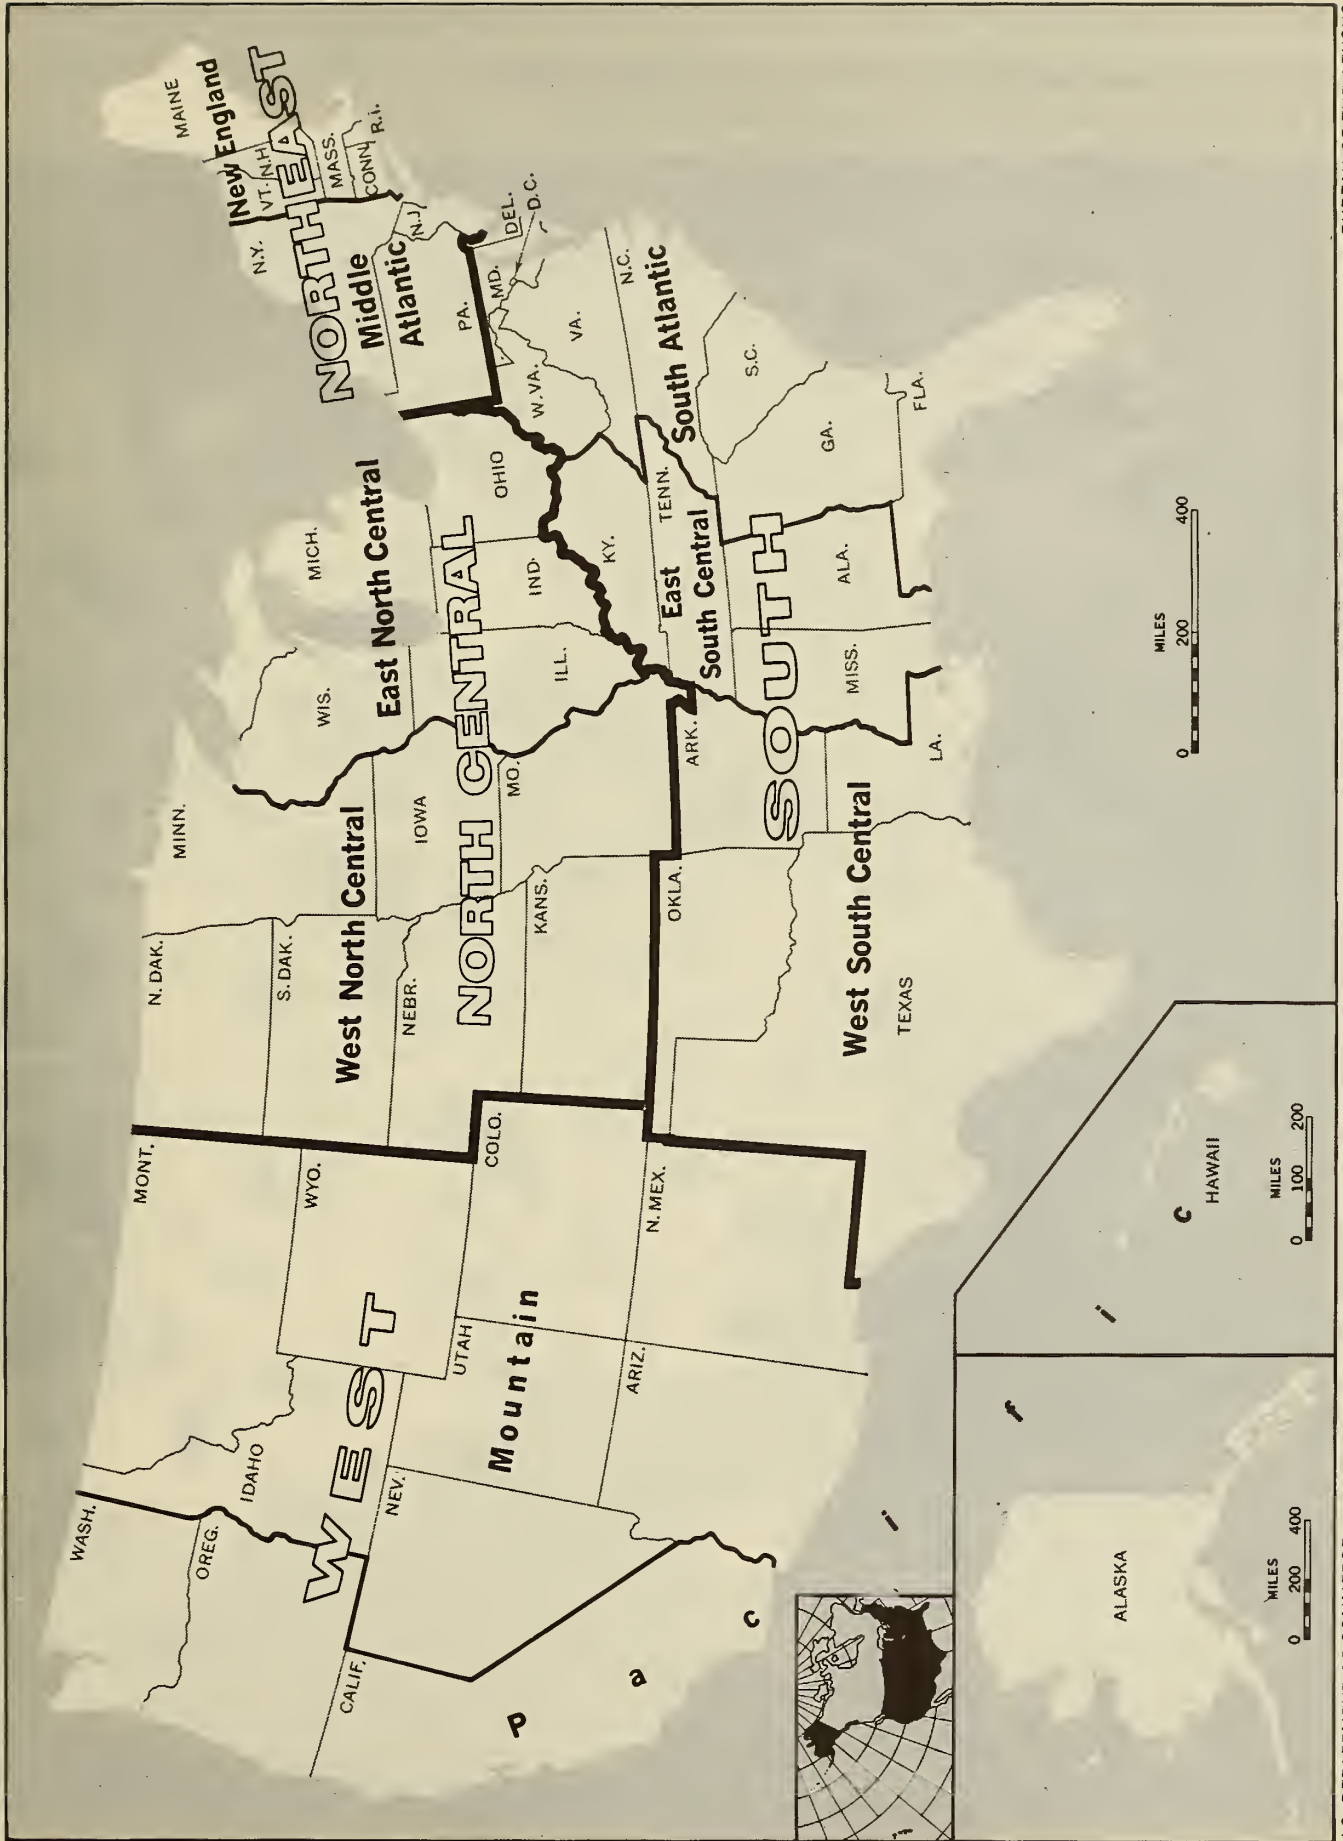 WASH.
MONT.
N. DAK.
MINN.
MAINE
OREG.
IDAHO
WYO.
S. DAK.
WIS.
MICH.
N.Y.
VT.
N.H.
New England
MASS.
CONN.
R.I.
NORTHEAST
Middle
Atlantic
N.J.
PA.
WEST
West North Central
East North Central
NEBR.
IOWA
NORTH CENTRAL
CALIF.
NEV.
UTAH
COLO.
KANS.
MO.
ILL.
IND.
OHIO
W. VA.
MD.
DEL.
D.C.
VA.
Mountain
ARIZ.
N. MEX.
OKLA.
ARK.
KY.
TENN.
N.C.
East
South Central
South Atlantic
S.C.
SOUTH
West South Central
TEXAS
LA.
MISS.
ALA.
GA.
FLA.
P a c i f i c
ALASKA
MILES
0 200 400
HAWAII
MILES
0 100 200
MILES
0 200 400